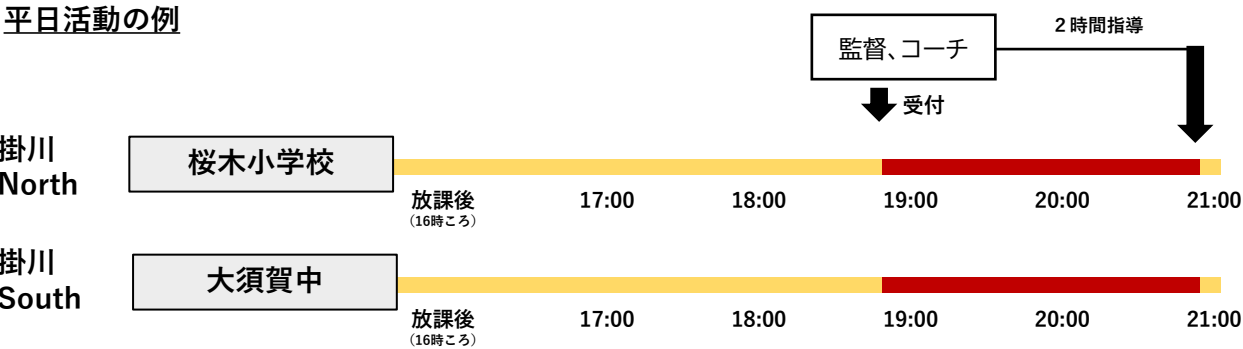 平日活動の例
監督、コーチ
２時間指導
受付
掛川
North
桜木小学校
放課後
（16時ころ）
17:00
18:00
19:00
20:00
21:00
掛川
South
大須賀中
放課後
（16時ころ）
17:00
18:00
19:00
20:00
21:00